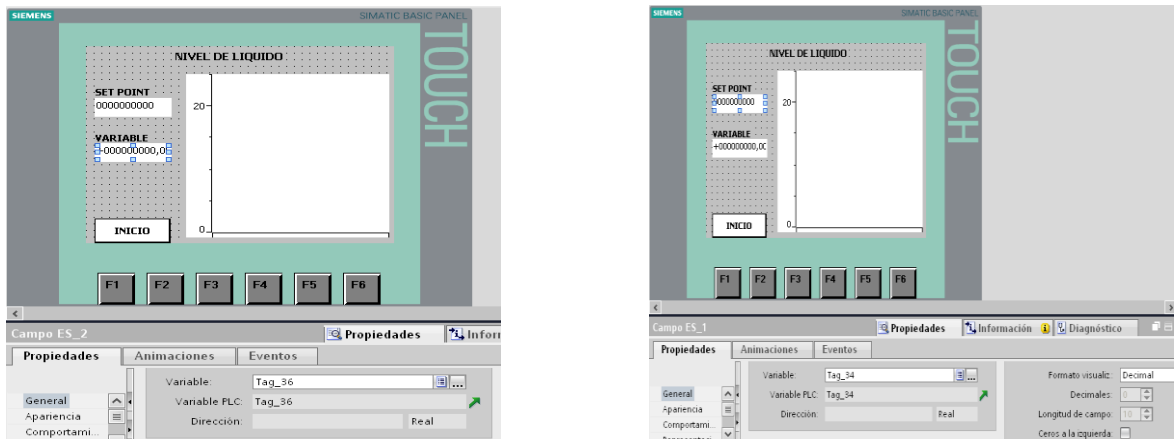 SIEMENS
SIMATIC BASIC PANEL
TOUCH
NIVEL DE LIQUIDO
SET POINT
0000000000
20
VARIABLE
+000000000,0
INICIO
0
F1 F2 F3 F4 F5 F6
Campo ES_2
Propiedades
Propiedades Animaciones Eventos
General
Apariencia
Variable: Tag_36
Variable PLC: Tag_36
Dirección: Real
SIEMENS
SIMATIC BASIC PANEL
TOUCH
NIVEL DE LIQUIDO
SET POINT
20
VARIABLE
+000000000,0
INICIO
0
F1 F2 F3 F4 F5 F6
Campo ES_1
Propiedades Información Diagnóstico
Propiedades Animaciones Eventos
General
Apariencia
Variable: Tag_34
Variable PLC: Tag_34
Dirección: Real
Formato visualiz.: Decimal
Decimales: 0
Longitud de campo: 10
Ceros a la izquierda: